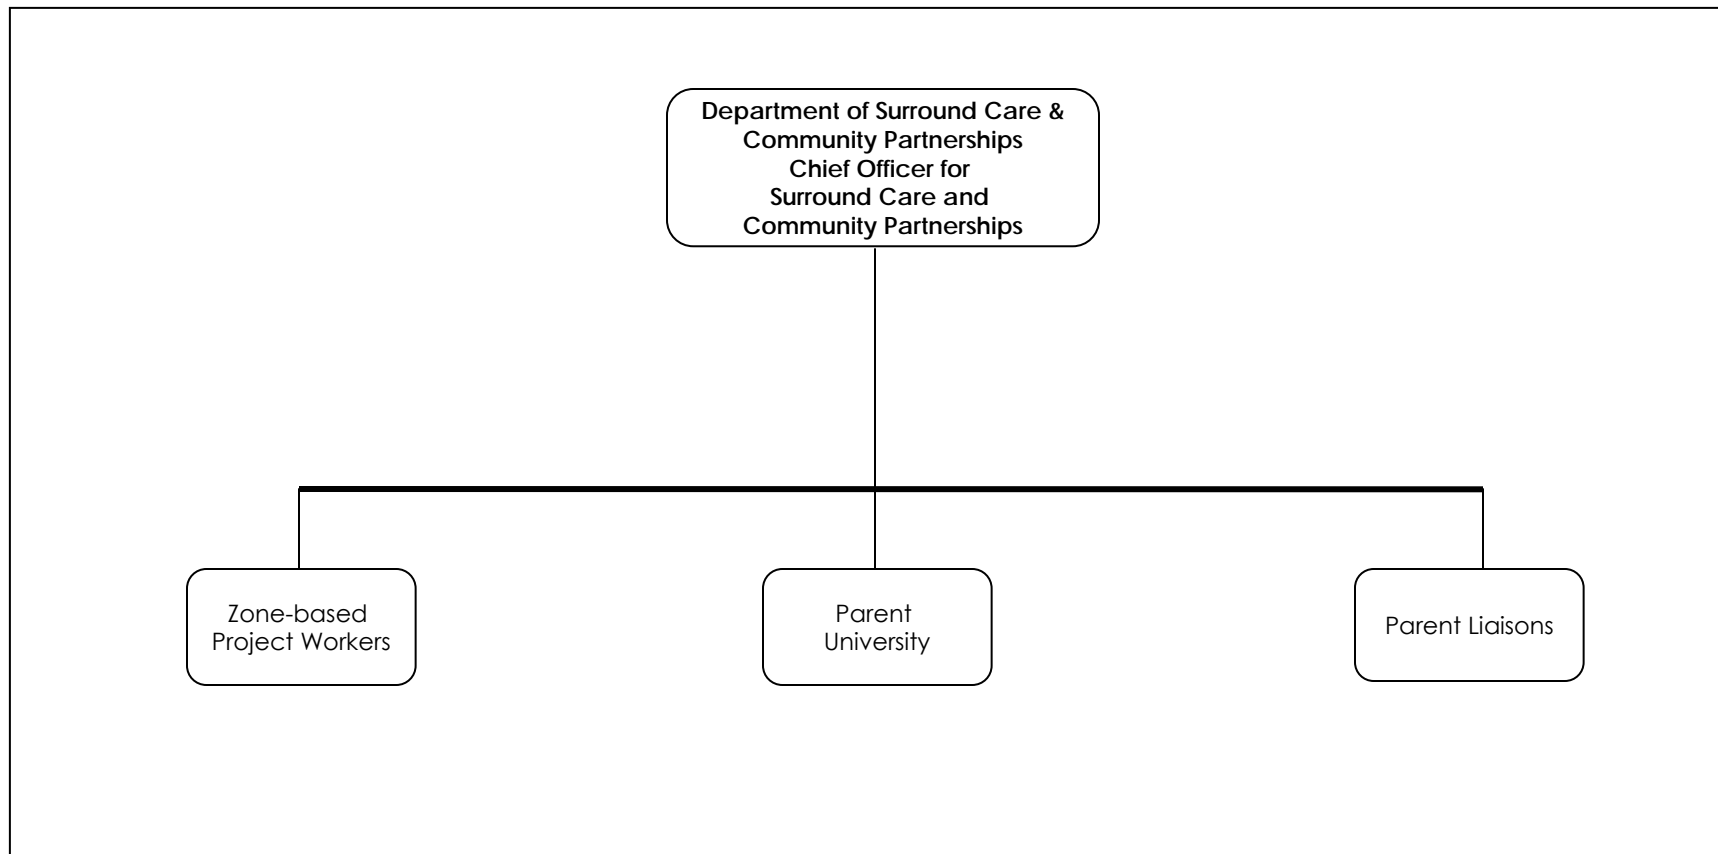 Department of Surround Care &
Community Partnerships
Chief Officer for
Surround Care and
Community Partnerships
Zone-based
Project Workers
Parent
University
Parent Liaisons